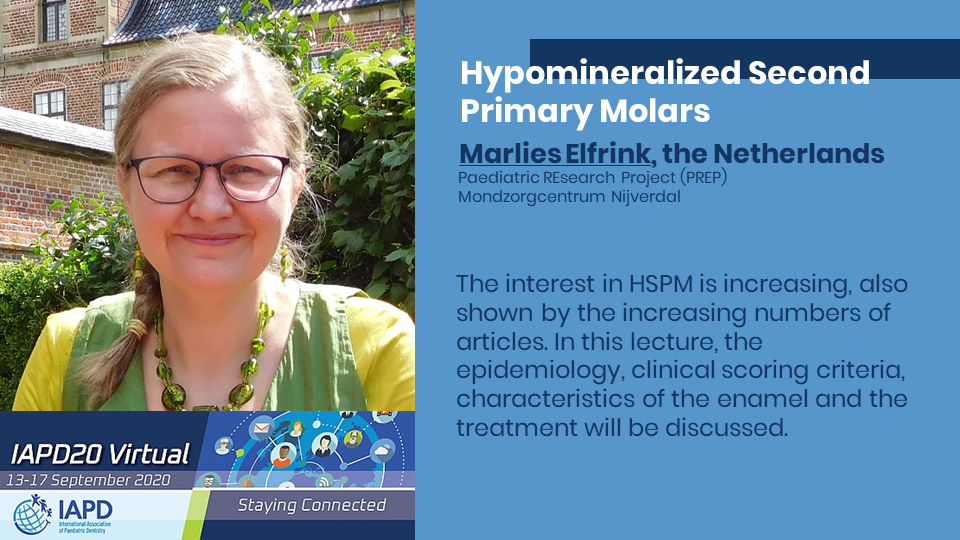 Hypomineralized Second
Primary Molars
Marlies Elfrink, the Netherlands
Paediatric REsearch Project (PREP)
Mondzorgcentrum Nijverdal
The interest in HSPM is increasing, also
shown by the increasing numbers of
articles. In this lecture, the
epidemiology, clinical scoring criteria,
characteristics of the enamel and the
treatment will be discussed.
IAPD20 Virtual
13-17 September 2020
Staying Connected
IAPD
International Association
of Paediatric Dentistry